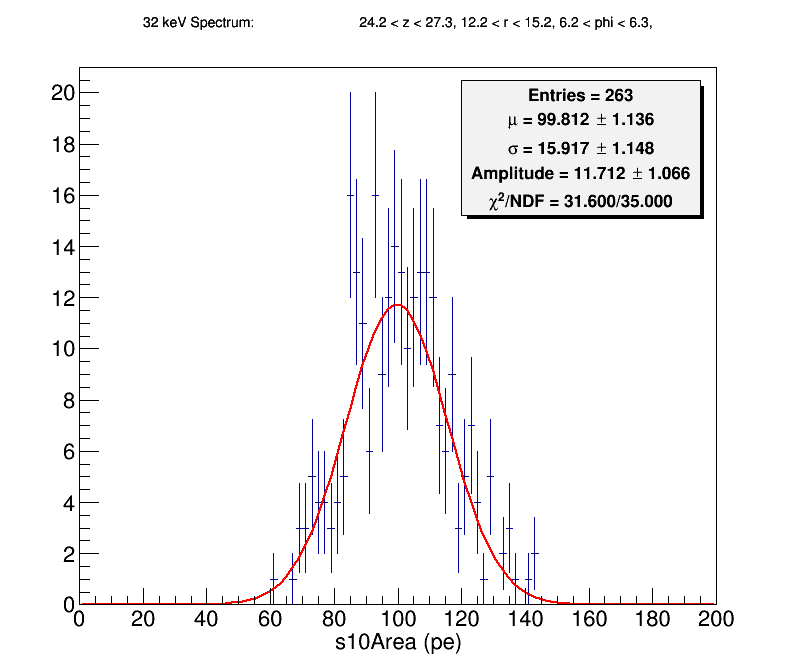 32 keV Spectrum: 24.2 < z < 27.3, 12.2 < r < 15.2, 6.2 < phi < 6.3,
Entries = 263
μ = 99.812 ± 1.136
σ = 15.917 ± 1.148
Amplitude = 11.712 ± 1.066
χ²/NDF = 31.600/35.000
20
18
16
14
12
10
8
6
4
2
0
0 20 40 60 80 100 120 140 160 180 200
s10Area (pe)